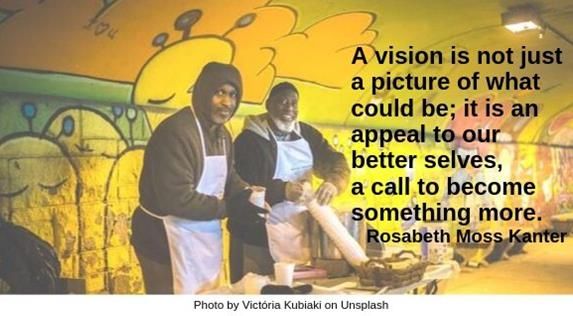 A vision is not just
a picture of what
could be; it is an
appeal to our
better selves,
a call to become
something more.
Rosabeth Moss Kanter
Photo by Victória Kubiaki on Unsplash